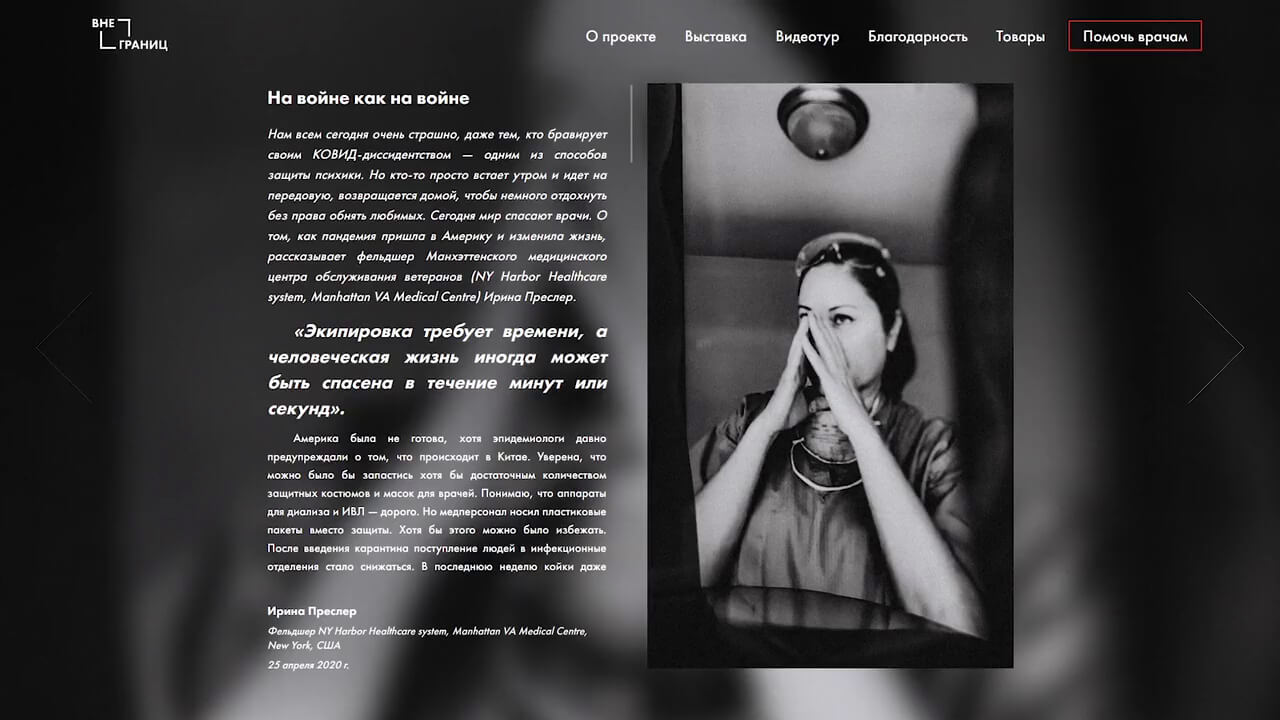 ВНЕ
ГРАНИЦ
О проекте Выставка Видеотур Благодарность Товары Помочь врачам
На войне как на войне
Нам всем сегодня очень страшно, даже тем, кто бравирует
своим КОВИД-диссидентством — одним из способов
защиты психики. Но кто-то просто встает утром и идет на
передовую, возвращается домой, чтобы немного отдохнуть
без права обнять любимых. Сегодня мир спасают врачи. О
том, как пандемия пришла в Америку и изменила жизнь,
рассказывает фельдшер Манхэттенского медицинского
центра обслуживания ветеранов (NY Harbor Healthcare
system, Manhattan VA Medical Centre) Ирина Преслер.
«Экипировка требует времени, а
человеческая жизнь иногда может
быть спасена в течение минут или
секунд».
Америка была не готова, хотя эпидемиологи давно
предупреждали о том, что происходит в Китае. Уверена, что
можно было бы запастись хотя бы достаточным количеством
защитных костюмов и масок для врачей. Понимаю, что аппараты
для диализа и ИВЛ — дорого. Но медперсонал носил пластиковые
пакеты вместо защиты. Хотя бы этого можно было избежать.
После введения карантина поступление людей в инфекционные
отделения стало снижаться. В последнюю неделю койки даже
Ирина Преслер
Фельдшер NY Harbor Healthcare system, Manhattan VA Medical Centre,
New York, США
25 апреля 2020 г.